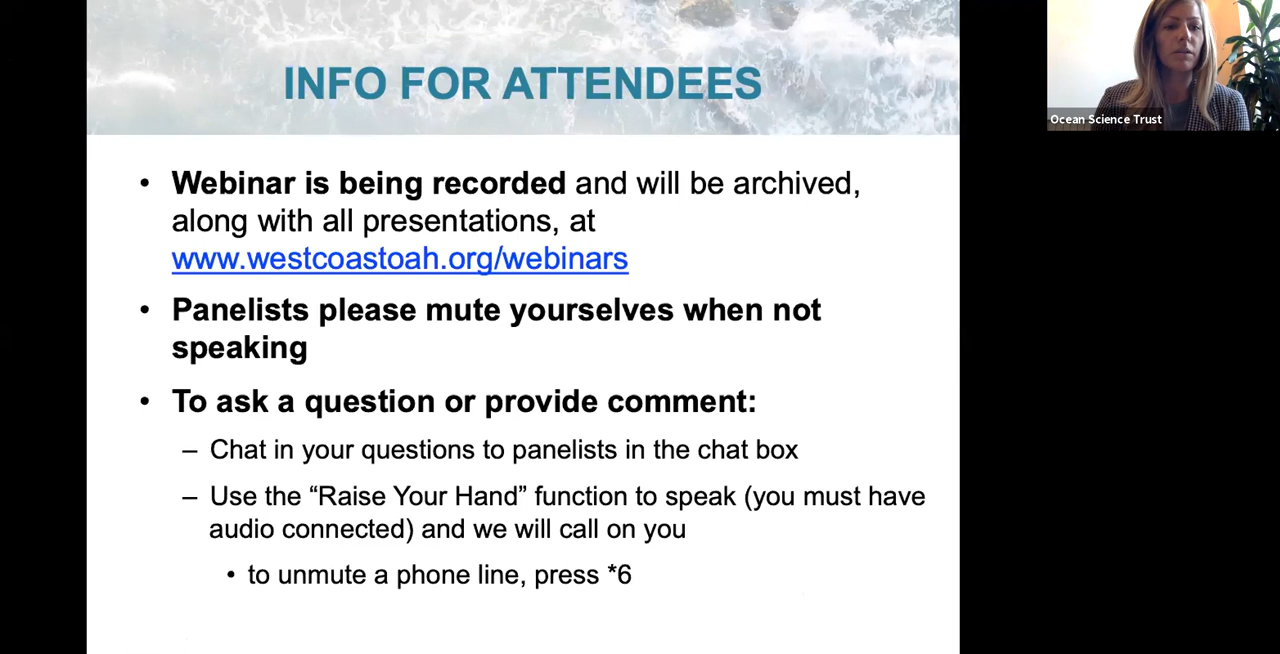 INFO FOR ATTENDEES
Ocean Science Trust
• Webinar is being recorded and will be archived,
along with all presentations, at
www.westcoastoah.org/webinars
• Panelists please mute yourselves when not
speaking
• To ask a question or provide comment:
– Chat in your questions to panelists in the chat box
– Use the “Raise Your Hand” function to speak (you must have
audio connected) and we will call on you
• to unmute a phone line, press *6